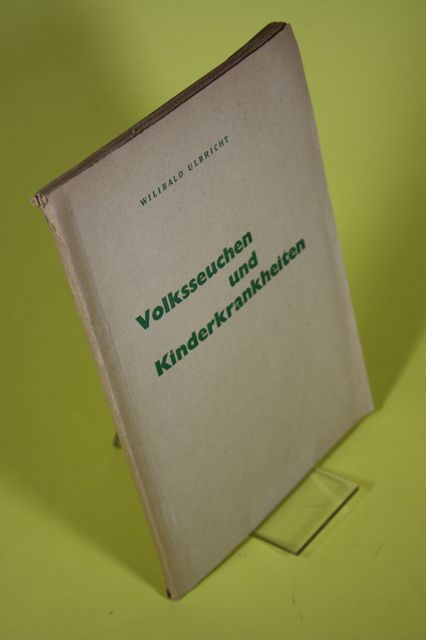 WILIBALD ULBRICHT
Volksseuchen
und
Kinderkrankheiten